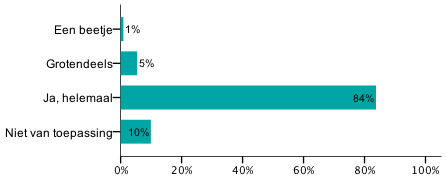 Een beetje 1%
Grotendeels 5%
Ja, helemaal 84%
Niet van toepassing 10%
0% 20% 40% 60% 80% 100%